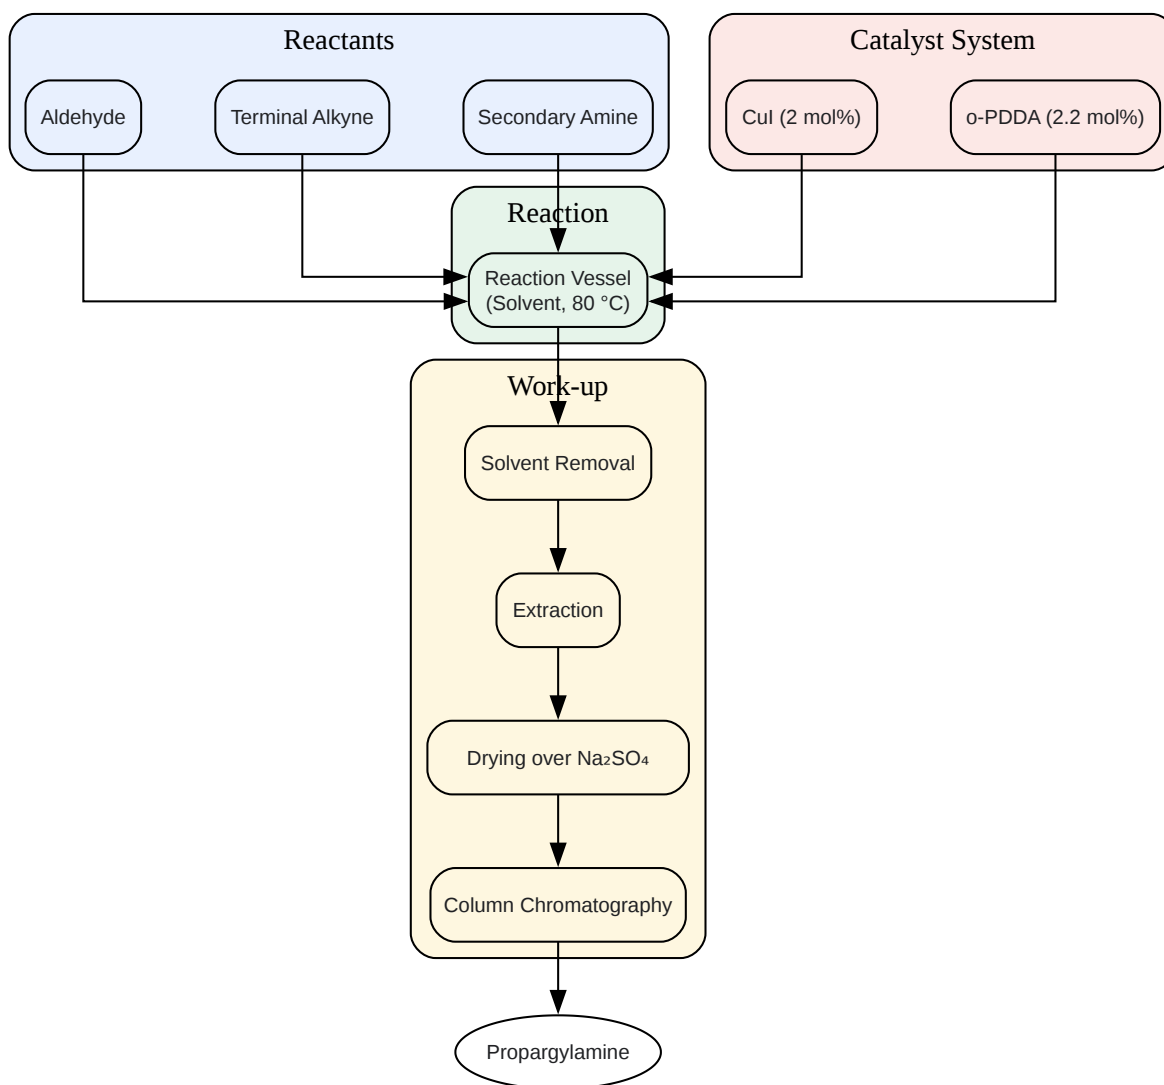 Reactants
Catalyst System
Aldehyde
Terminal Alkyne
Secondary Amine
CuI (2 mol%)
o-PDDA (2.2 mol%)
Reaction
Reaction Vessel
(Solvent, 80 °C)
Work-up
Solvent Removal
Extraction
Drying over Na₂SO₄
Column Chromatography
Propargylamine